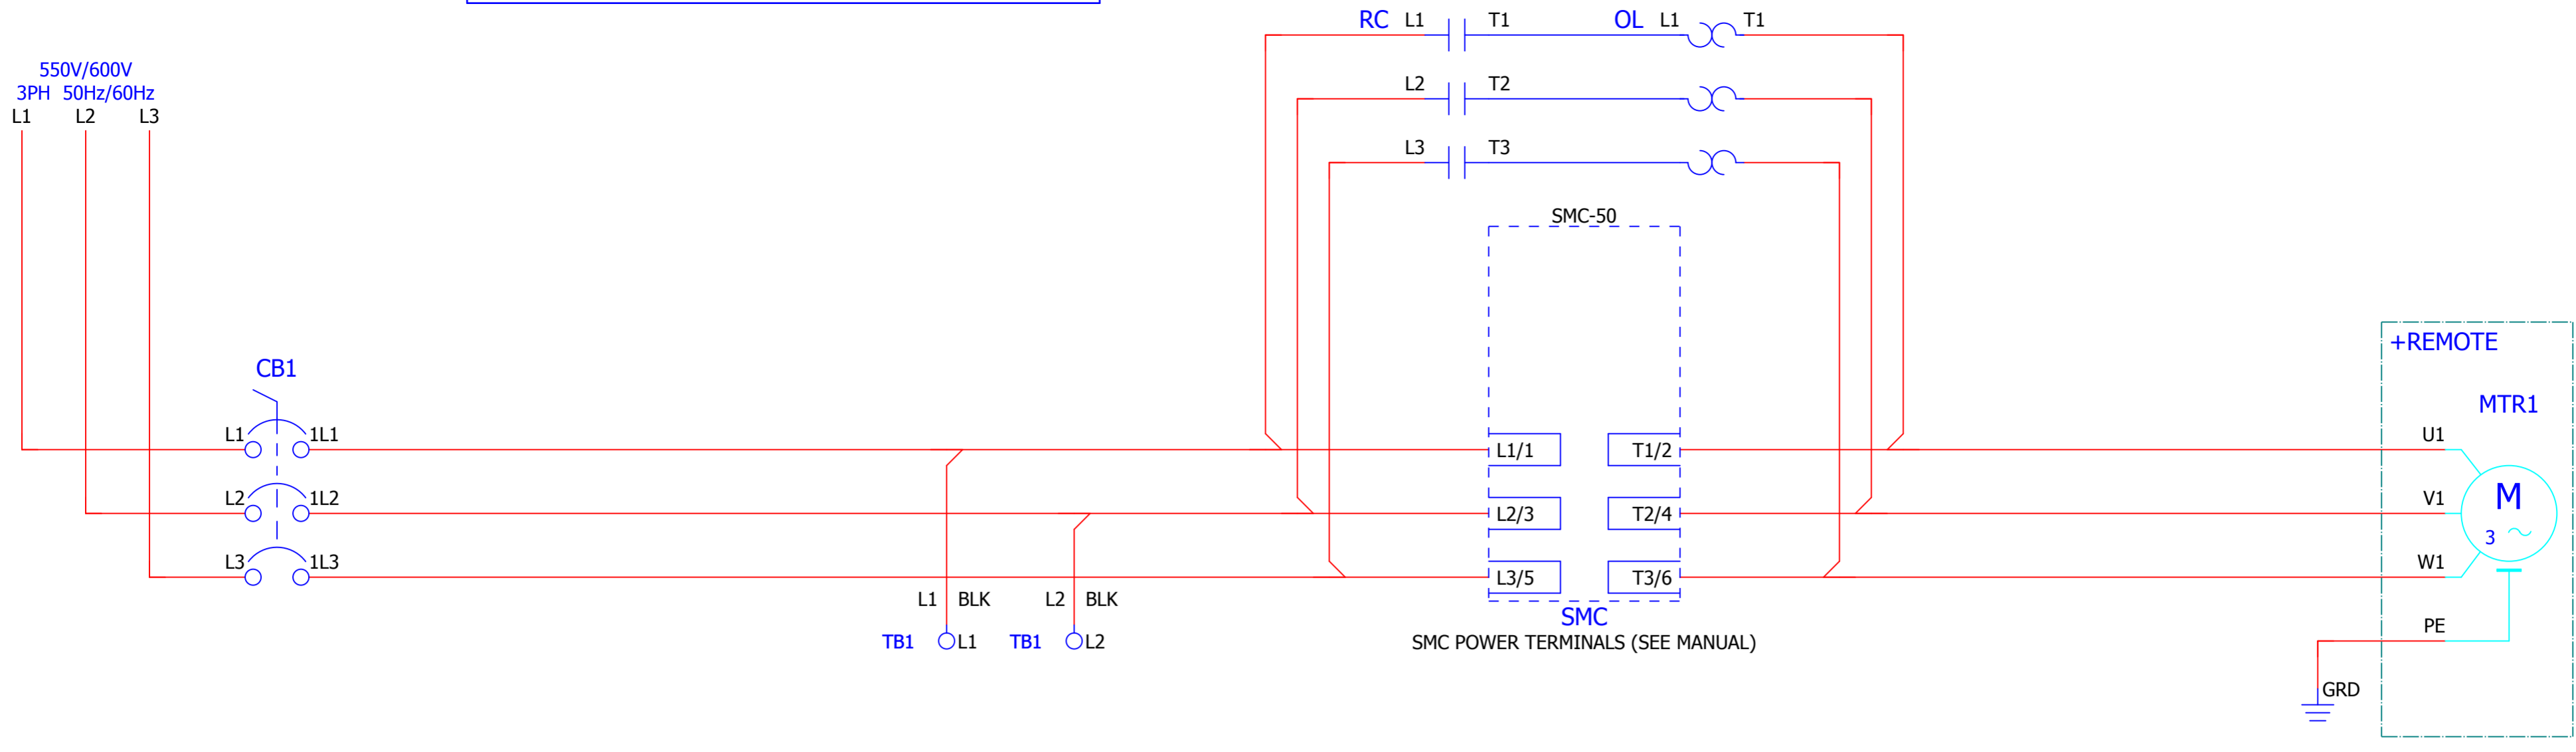 RC L1 T1 OL L1 T1
550V/600V
L2 T2
3PH 50Hz/60Hz
L1 L2 L3
L3 T3
SMC-50
+REMOTE
CB1
MTR1
L1 1L1 L1/1 T1/2 U1
L2 1L2 L2/3 T2/4 V1
M
3
L3 1L3 L3/5 T3/6 W1
L1 BLK L2 BLK
SMC
PE
TB1 L1 TB1 L2
SMC POWER TERMINALS (SEE MANUAL)
GRD